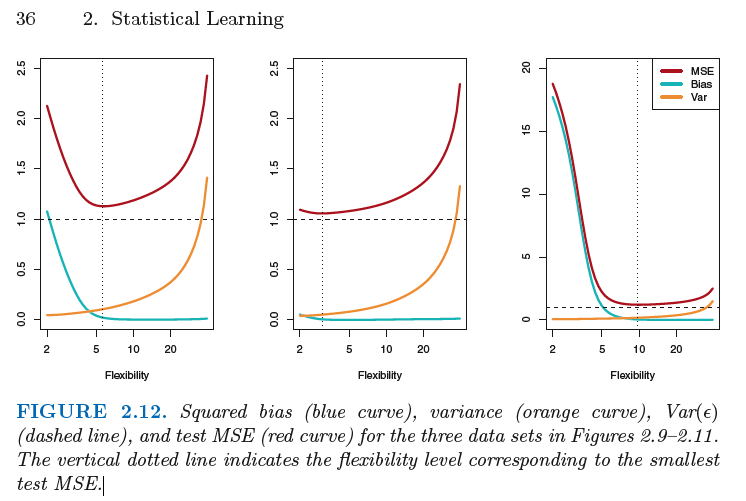 36 2. Statistical Learning
2.5
2.0
1.5
1.0
0.5
0.0
2 5 10 20
Flexibility
2.5
2.0
1.5
1.0
0.5
0.0
2 5 10 20
Flexibility
20
15
10
5
0
2 5 10 20
Flexibility
MSE
Bias
Var
FIGURE 2.12. Squared bias (blue curve), variance (orange curve), Var(ϵ)
(dashed line), and test MSE (red curve) for the three data sets in Figures 2.9–2.11.
The vertical dotted line indicates the flexibility level corresponding to the smallest
test MSE.